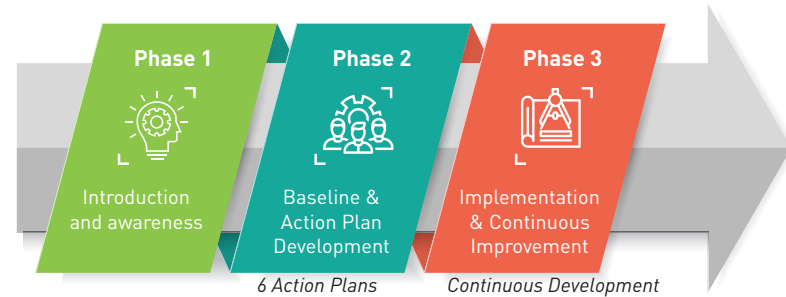 Phase 1
Introduction
and awareness
Phase 2
Baseline &
Action Plan
Development
6 Action Plans
Phase 3
Implementation
& Continuous
Improvement
Continuous Development